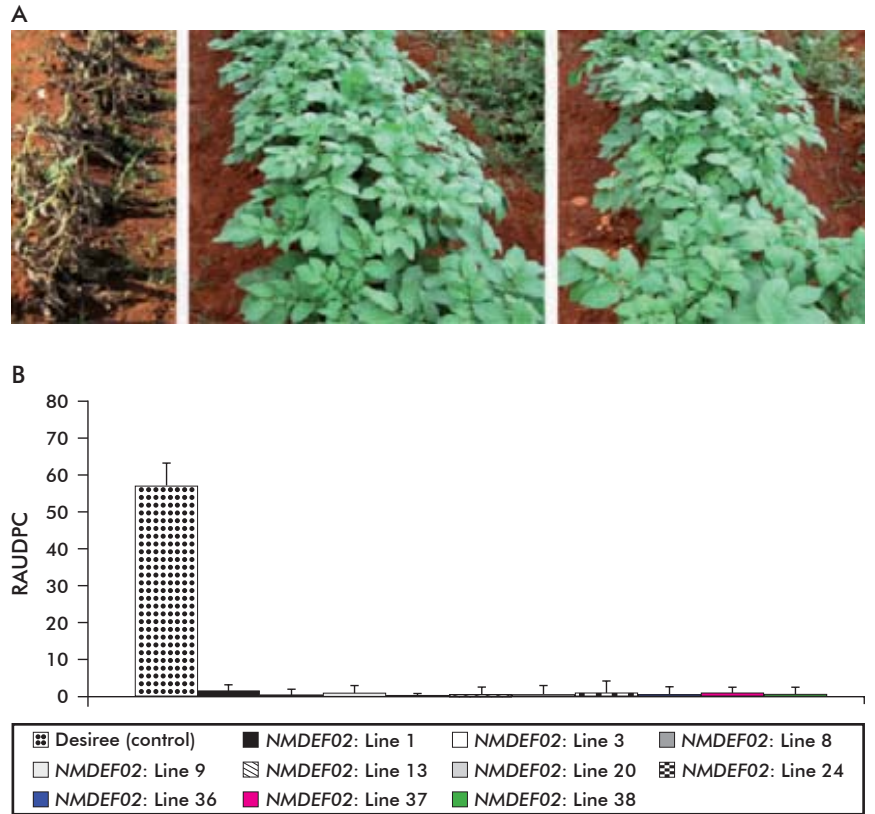 A
B
80
70
60
50
40
30
20
10
0
RAUDPC
Desiree (control) NMDEF02: Line 1 NMDEF02: Line 3 NMDEF02: Line 8
NMDEF02: Line 9 NMDEF02: Line 13 NMDEF02: Line 20 NMDEF02: Line 24
NMDEF02: Line 36 NMDEF02: Line 37 NMDEF02: Line 38